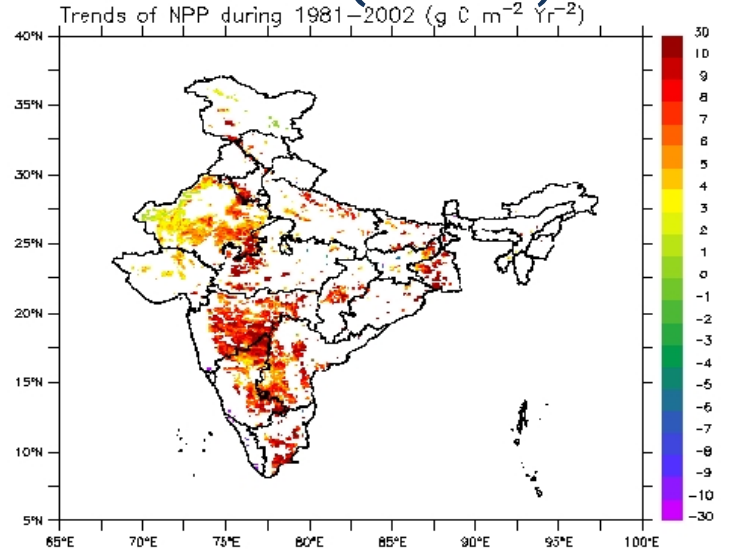 Trends of NPP during 1981−2002 (g C m⁻² Yr⁻²)
40°N
35°N
30°N
25°N
20°N
15°N
10°N
5°N
65°E 70°E 75°E 80°E 85°E 90°E 95°E 100°E
30
10
9
8
7
6
5
4
3
2
1
0
−1
−2
−3
−4
−5
−6
−7
−8
−9
−10
−30